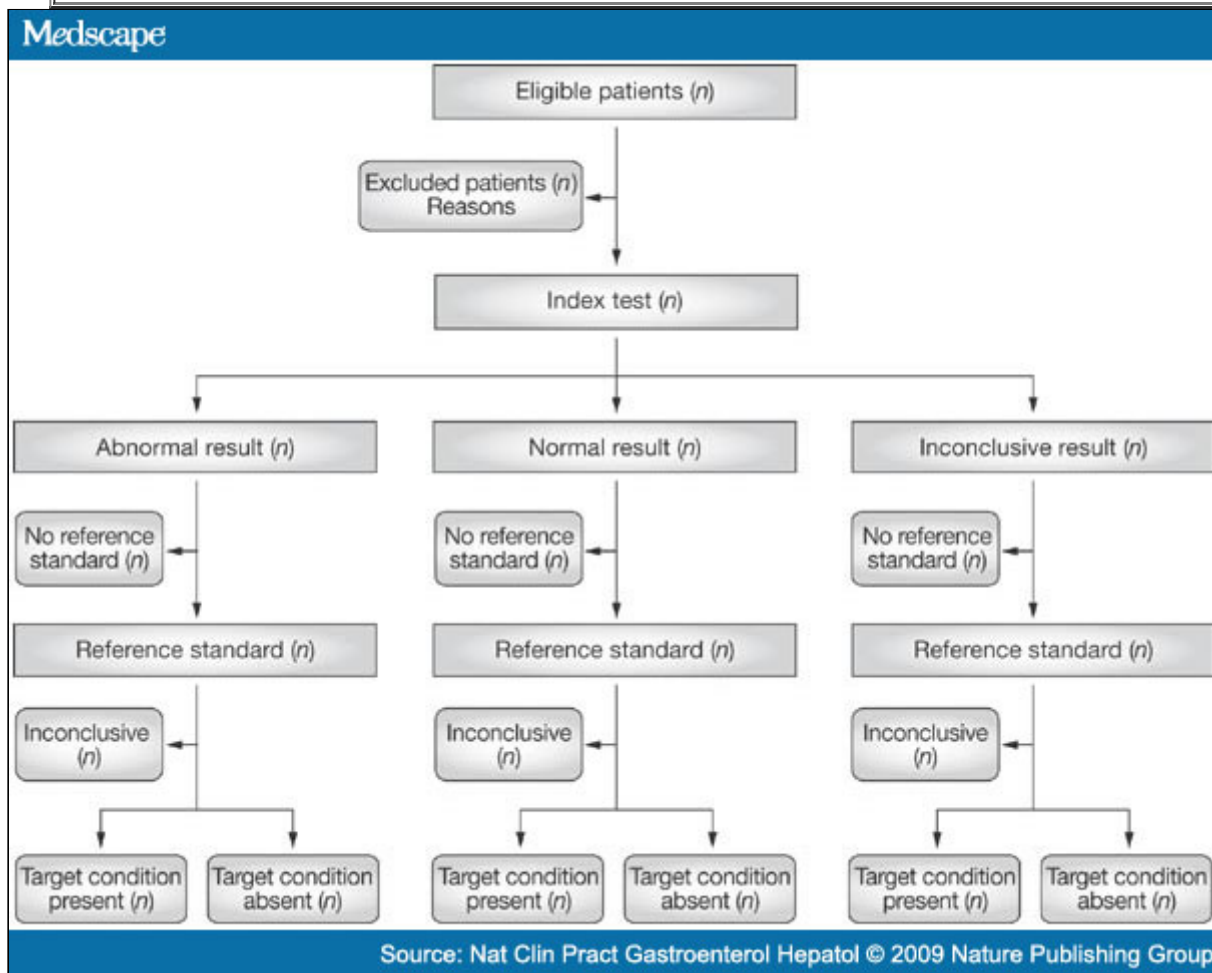 Medscape
Eligible patients (n)
Excluded patients (n)
Reasons
Index test (n)
Abnormal result (n)
Normal result (n)
Inconclusive result (n)
No reference
standard (n)
No reference
standard (n)
No reference
standard (n)
Reference standard (n)
Reference standard (n)
Reference standard (n)
Inconclusive
(n)
Inconclusive
(n)
Inconclusive
(n)
Target condition
present (n)
Target condition
absent (n)
Target condition
present (n)
Target condition
absent (n)
Target condition
present (n)
Target condition
absent (n)
Source: Nat Clin Pract Gastroenterol Hepatol © 2009 Nature Publishing Group